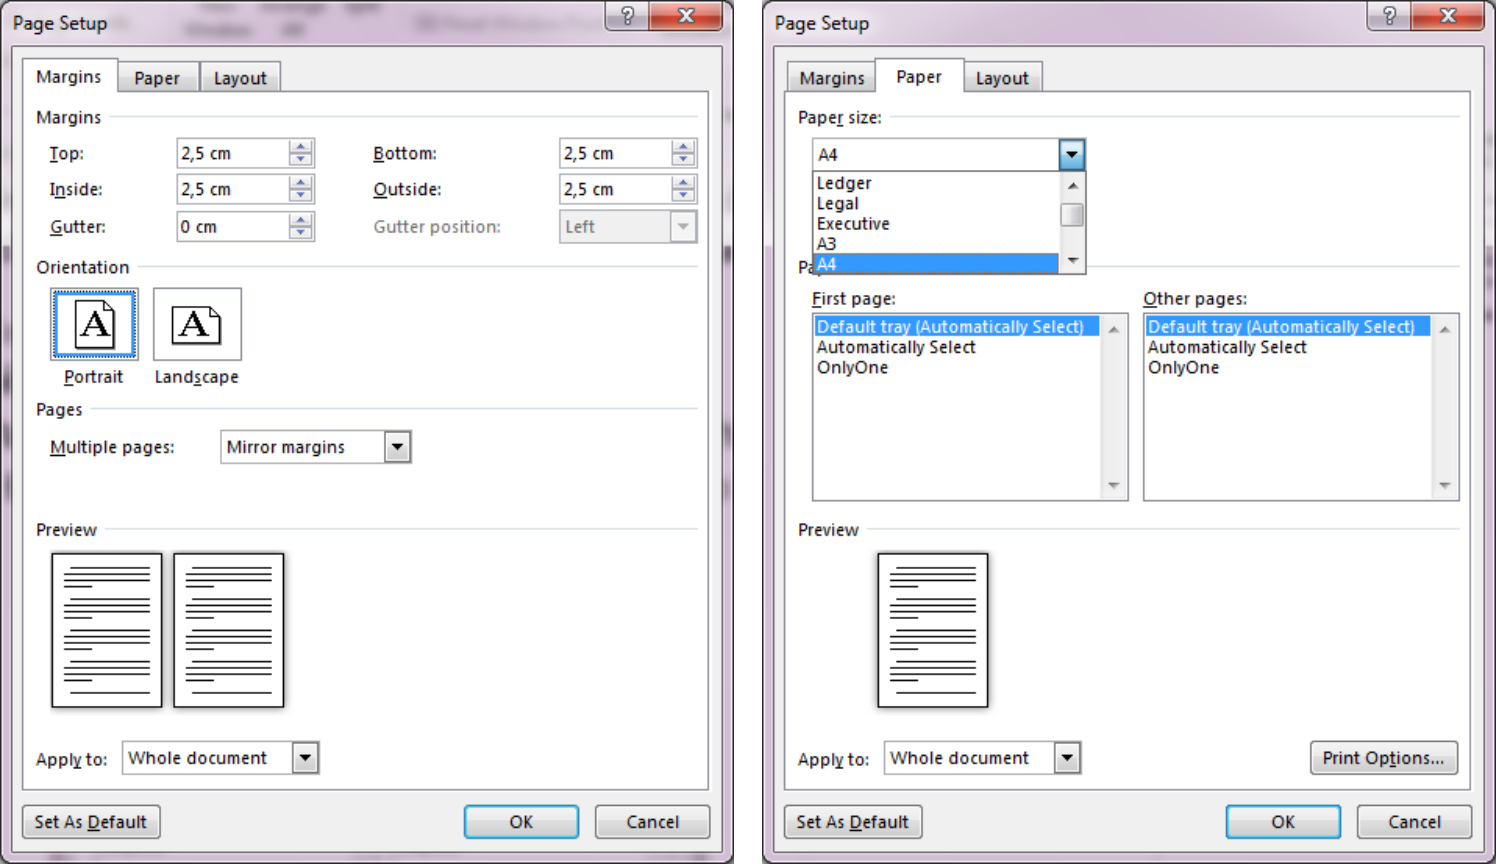 Page Setup
?
Margins Paper Layout
Margins
Top: 2,5 cm Bottom: 2,5 cm
Inside: 2,5 cm Outside: 2,5 cm
Gutter: 0 cm Gutter position: Left
Orientation
A A
Portrait Landscape
Pages
Multiple pages: Mirror margins
Preview
Apply to: Whole document
Set As Default OK Cancel
Page Setup
?
Margins Paper Layout
Paper size:
A4
Ledger
Legal
Executive
A3
A4
First page: Other pages:
Default tray (Automatically Select) Default tray (Automatically Select)
Automatically Select Automatically Select
OnlyOne OnlyOne
Preview
Apply to: Whole document Print Options...
Set As Default OK Cancel